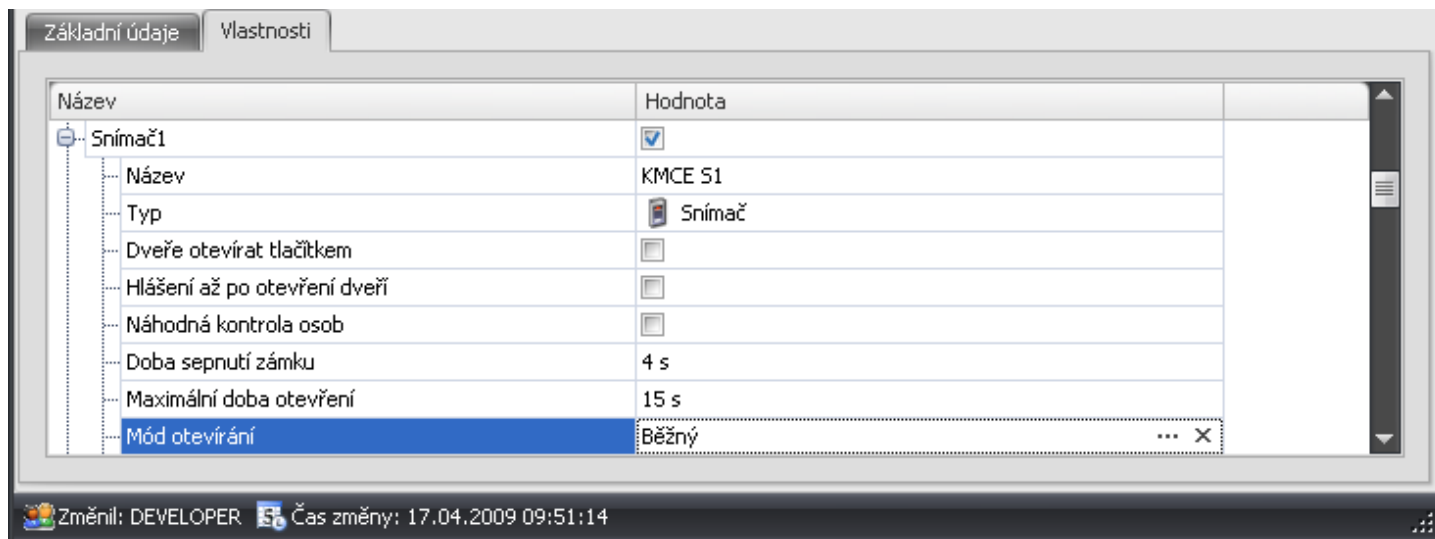 Základní údaje Vlastnosti
Název Hodnota
Snímač1
Název KMCE S1
Typ Snímač
Dveře otevírat tlačítkem
Hlášení až po otevření dveří
Náhodná kontrola osob
Doba sepnutí zámku 4 s
Maximální doba otevření 15 s
Mód otevírání Běžný ...
Změnil: DEVELOPER Čas změny: 17.04.2009 09:51:14